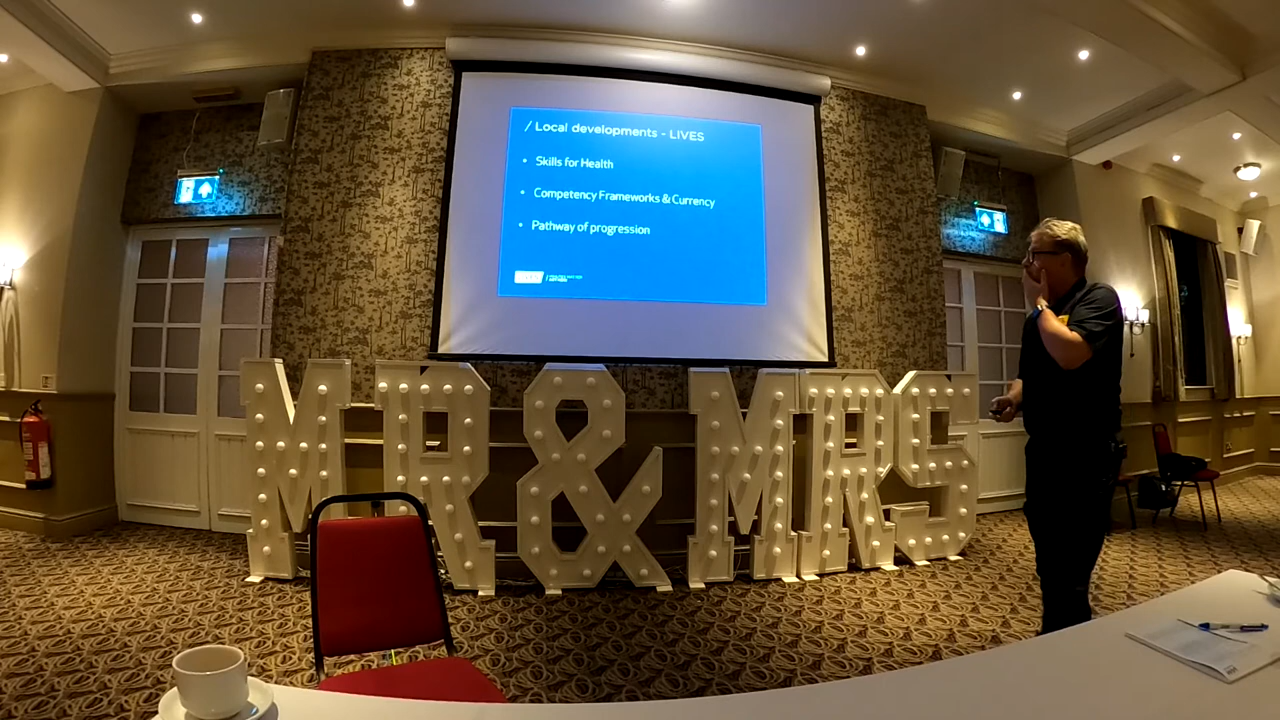 / Local developments - LIVES
• Skills for Health
• Competency Frameworks & Currency
• Pathway of progression
MR & MRS